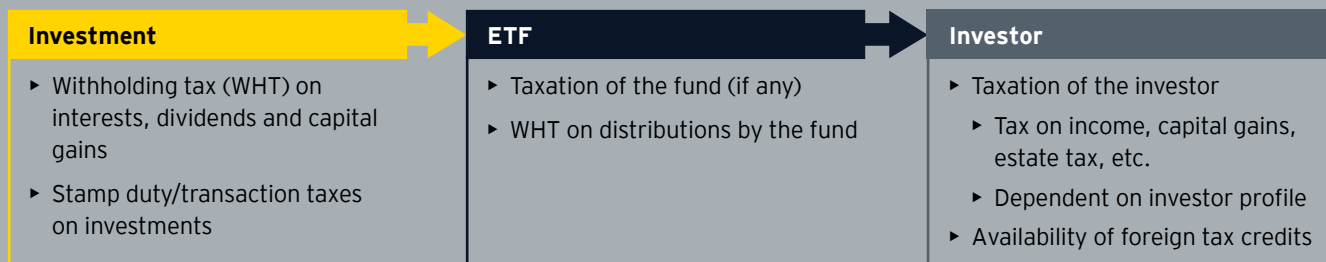 Investment
▸ Withholding tax (WHT) on
interests, dividends and capital
gains
▸ Stamp duty/transaction taxes
on investments
ETF
▸ Taxation of the fund (if any)
▸ WHT on distributions by the fund
Investor
▸ Taxation of the investor
▸ Tax on income, capital gains,
estate tax, etc.
▸ Dependent on investor profile
▸ Availability of foreign tax credits